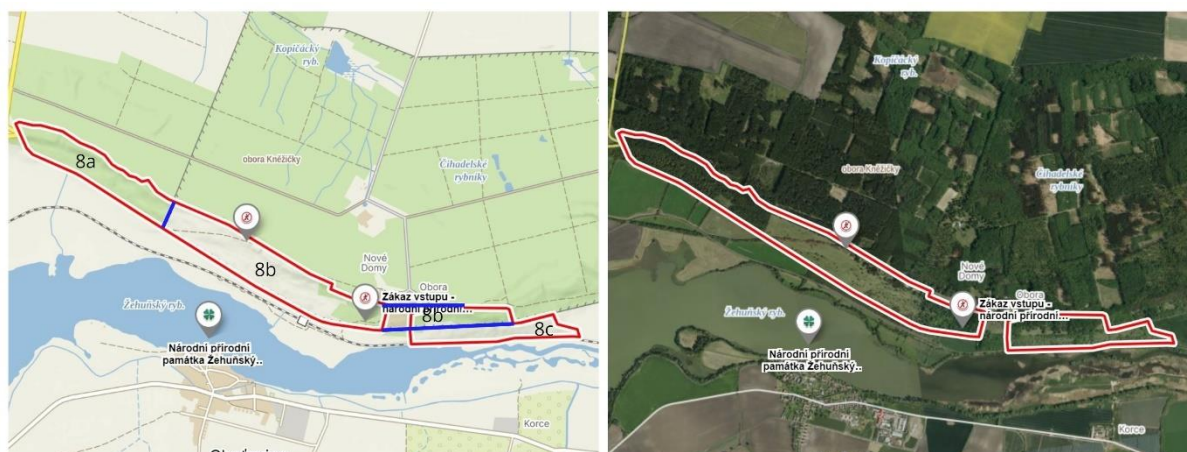 Kopičácký
ryb.
8a
obora Kněžičky
Čihadelské
rybníky
8b
Nové
Domy
Obora
Zákaz vstupu -
národní přírodní...
8b
8c
Žehuňský ryb.
Národní přírodní
památka Žehuňský..
Korce
Kopičácký
ryb.
obora Kněžičky
Čihadelské
rybníky
Nové
Domy
Obora
Zákaz vstupu -
národní přírodní...
Žehuňský ryb.
Národní přírodní
památka Žehuňský..
Korce